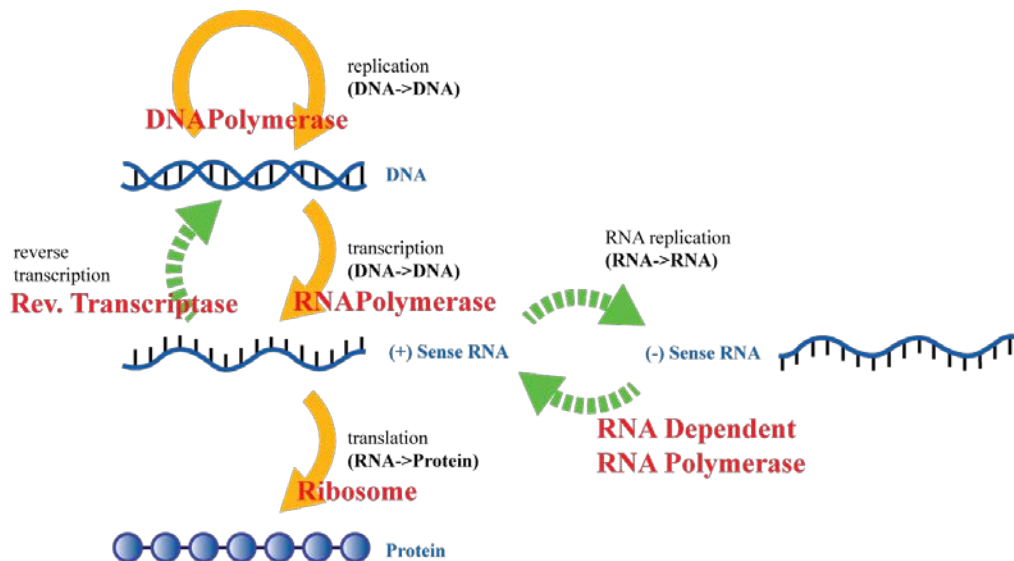 replication
(DNA->DNA)
DNAPolymerase
DNA
reverse
transcription
Rev. Transcriptase
transcription
(DNA->DNA)
RNAPolymerase
RNA replication
(RNA->RNA)
(+) Sense RNA
(-) Sense RNA
RNA Dependent
RNA Polymerase
translation
(RNA->Protein)
Ribosome
Protein